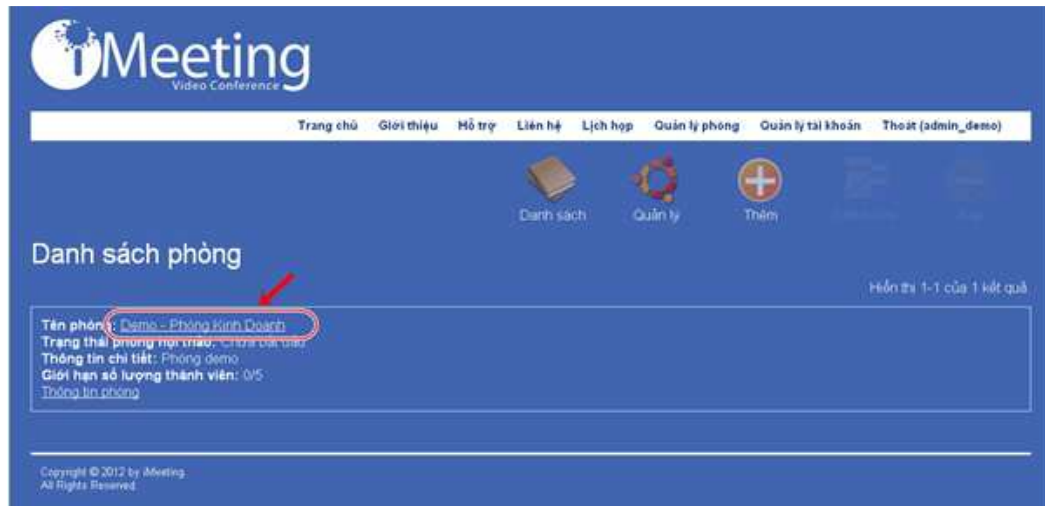 iMeeting
Video Conference
Trang chủ Giới thiệu Hỗ trợ Liên hệ Lịch họp Quản lý phòng Quản lý tài khoản Thoát (admin_demo)
Danh sách Quản lý Thêm
Danh sách phòng
Hiển thị 1-1 của 1 kết quả
Tên phòng: Demo - Phòng Kinh Doanh
Trạng thái phòng hội thảo: Chưa bắt đầu
Thông tin chi tiết: Phòng demo
Giới hạn số lượng thành viên: 0/5
Thông tin phòng
Copyright © 2012 by iMeeting.
All Rights Reserved.